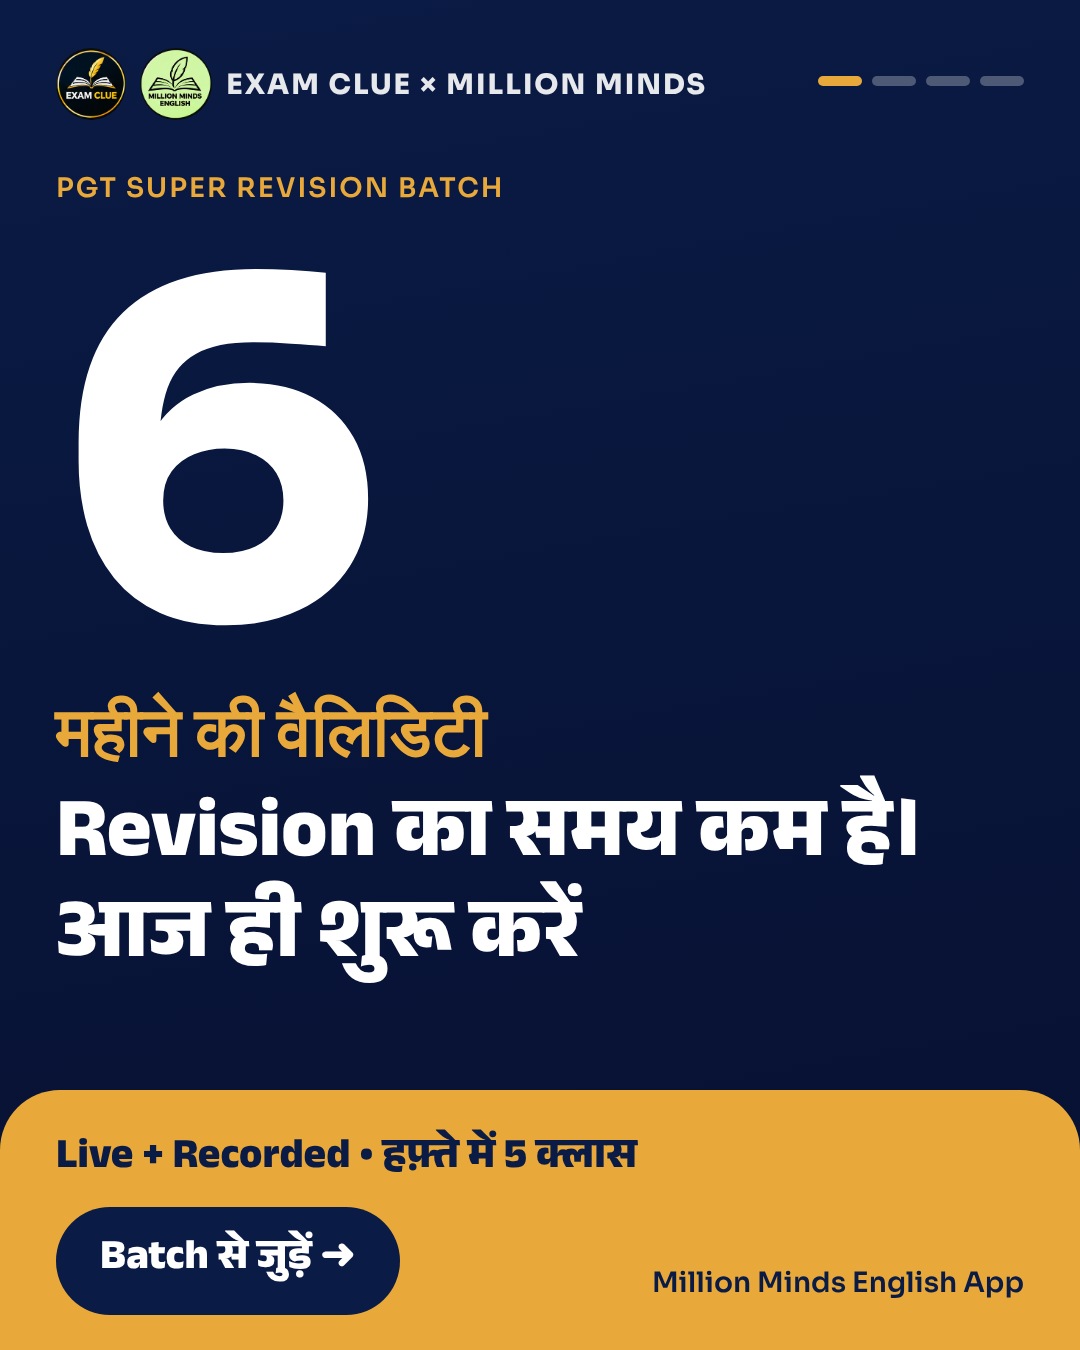 EXAM CLUE
MILLION MINDS
ENGLISH
EXAM CLUE × MILLION MINDS
PGT SUPER REVISION BATCH
6
महीने की वैलिडिटी
Revision का समय कम है।
आज ही शुरू करें
Live + Recorded • हफ़्ते में 5 क्लास
Batch से जुड़ें →
Million Minds English App